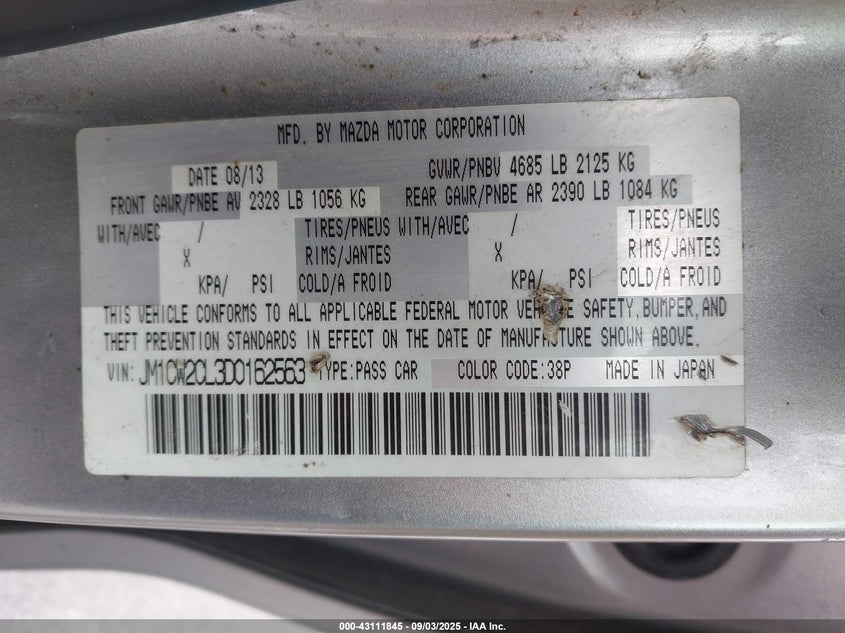 MFD. BY MAZDA MOTOR CORPORATION
DATE 08/13 GVWR/PNBV 4685 LB 2125 KG
FRONT GAWR/PNBE AV 2328 LB 1056 KG REAR GAWR/PNBE AR 2390 LB 1084 KG
WITH/AVEC / TIRES/PNEUS WITH/AVEC / TIRES/PNEUS
X RIMS/JANTES X RIMS/JANTES
KPA/ PSI COLD/A FROID KPA/ PSI COLD/A FROID
THIS VEHICLE CONFORMS TO ALL APPLICABLE FEDERAL MOTOR VEHICLE SAFETY, BUMPER, AND
THEFT PREVENTION STANDARDS IN EFFECT ON THE DATE OF MANUFACTURE SHOWN ABOVE.
VIN: JM1CW2CL3D0162563 TYPE:PASS CAR COLOR CODE:38P MADE IN JAPAN
000-43111845 - 09/03/2025 - IAA Inc.